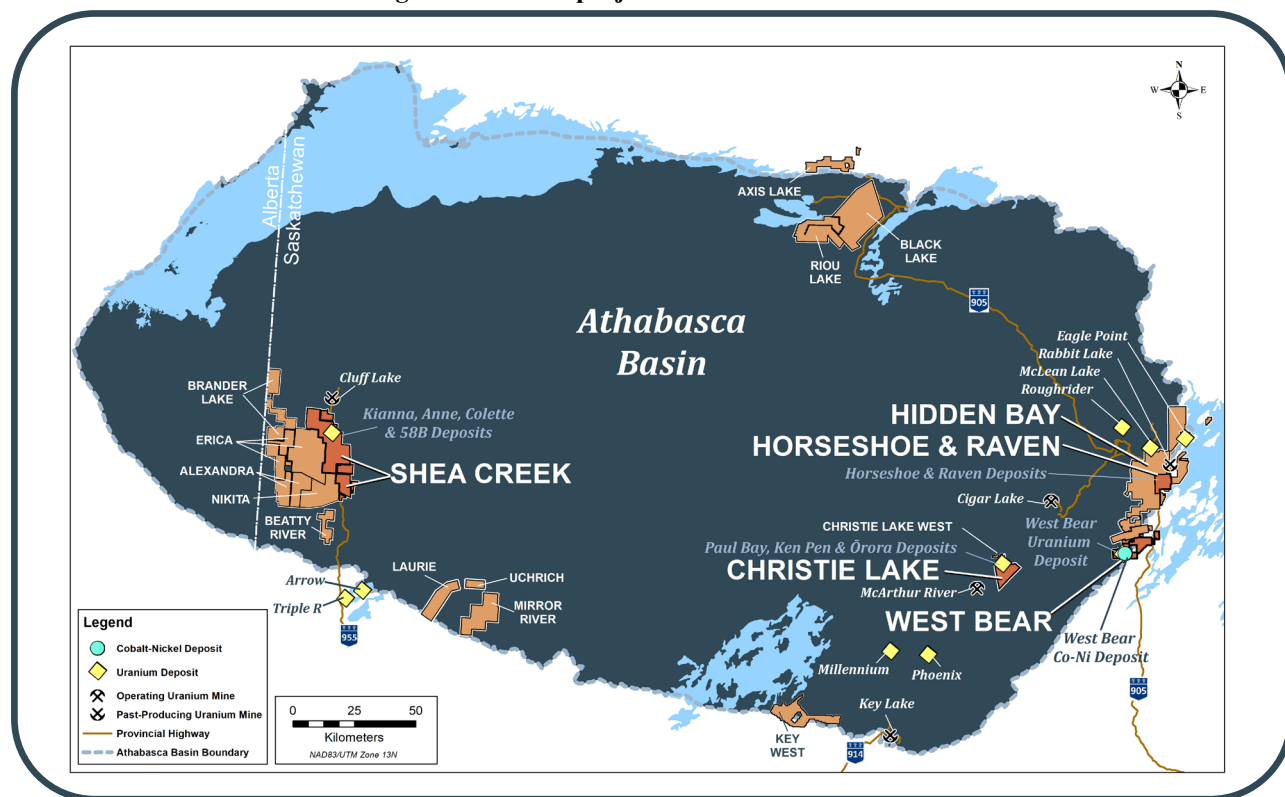 N
W E
S
Alberta
Saskatchewan
AXIS LAKE
RIOU
LAKE
BLACK
LAKE
905
Athabasca
Basin
Eagle Point
Rabbit Lake
McLean Lake
Roughrider
BRANDER
LAKE
Cluff Lake
Kianna, Anne, Colette
& 58B Deposits
ERICA
ALEXANDRA
NIKITA
SHEA CREEK
BEATTY
RIVER
HIDDEN BAY
HORSESHOE & RAVEN
Horseshoe & Raven Deposits
Cigar Lake
CHRISTIE LAKE WEST
Paul Bay, Ken Pen & Ōrora Deposits
CHRISTIE LAKE
McArthur River
West Bear
Uranium
Deposit
WEST BEAR
West Bear
Co-Ni Deposit
Arrow
Triple R
955
LAURIE
UCHRICH
MIRROR
RIVER
Millennium
Phoenix
Key Lake
KEY
WEST
914
905
Legend
Cobalt-Nickel Deposit
Uranium Deposit
Operating Uranium Mine
Past-Producing Uranium Mine
Provincial Highway
Athabasca Basin Boundary
0 25 50
Kilometers
NAD83/UTM Zone 13N